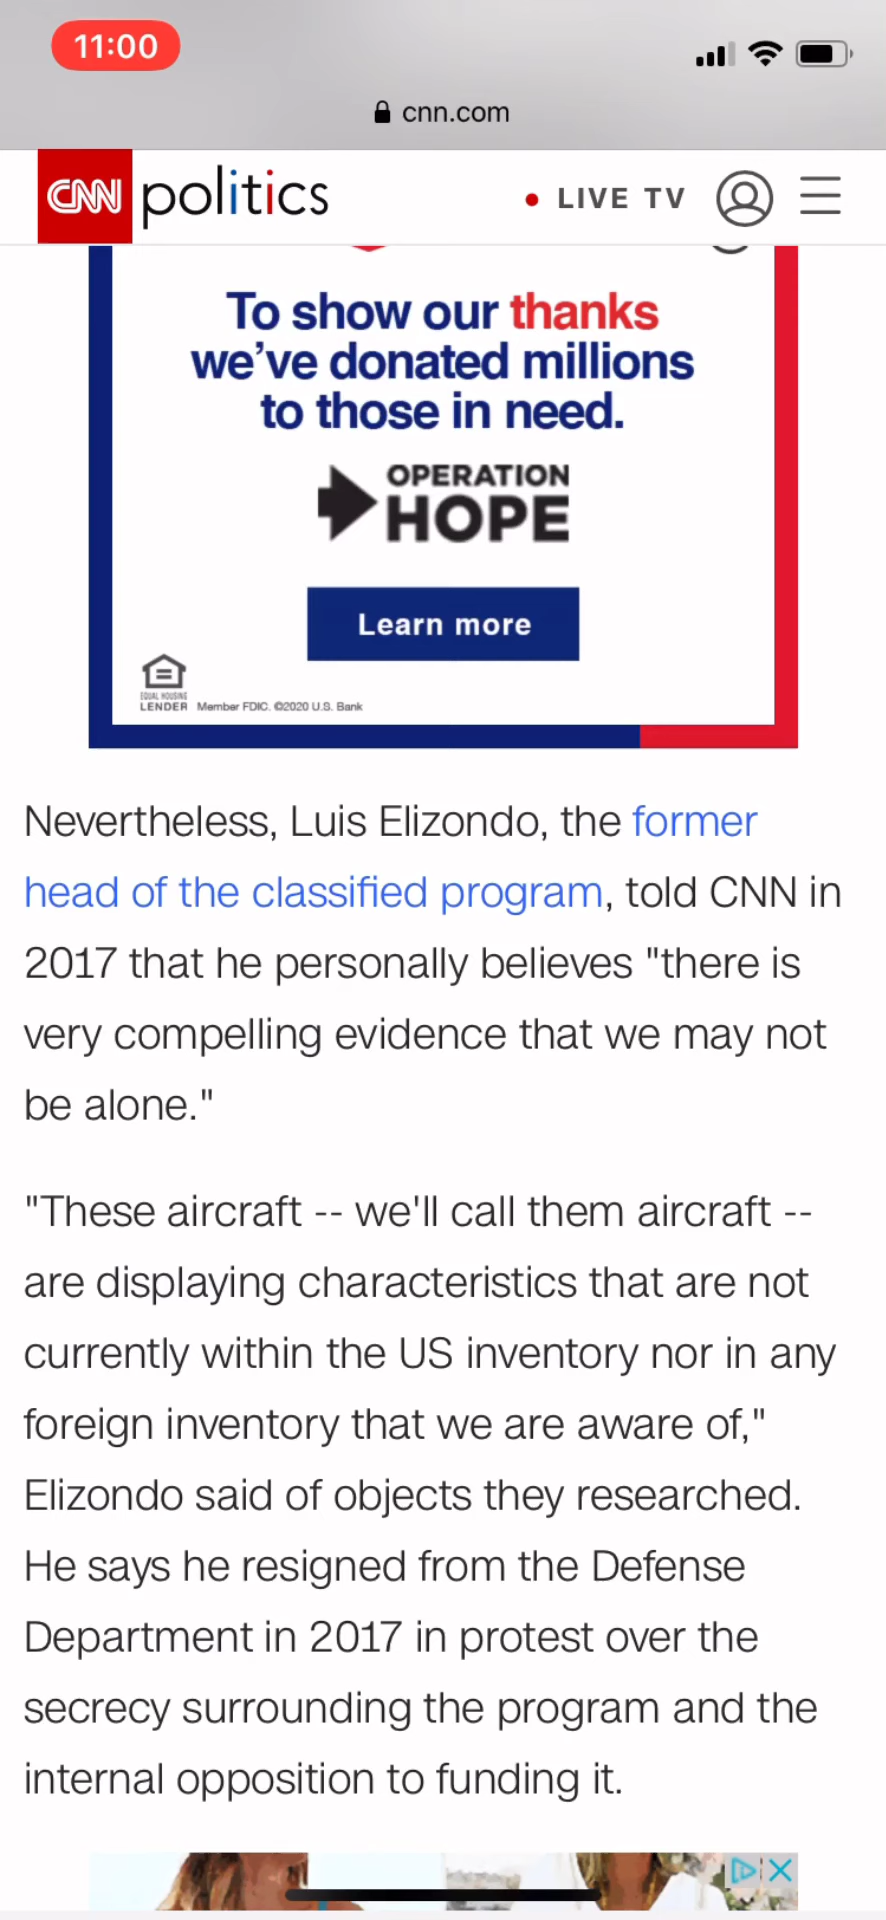 11:00
cnn.com
CNN politics
LIVE TV
To show our thanks
we've donated millions
to those in need.
OPERATION
HOPE
Learn more
EQUAL HOUSING
LENDER Member FDIC. ©2020 U.S. Bank
Nevertheless, Luis Elizondo, the former
head of the classified program, told CNN in
2017 that he personally believes "there is
very compelling evidence that we may not
be alone."
"These aircraft -- we'll call them aircraft --
are displaying characteristics that are not
currently within the US inventory nor in any
foreign inventory that we are aware of,"
Elizondo said of objects they researched.
He says he resigned from the Defense
Department in 2017 in protest over the
secrecy surrounding the program and the
internal opposition to funding it.